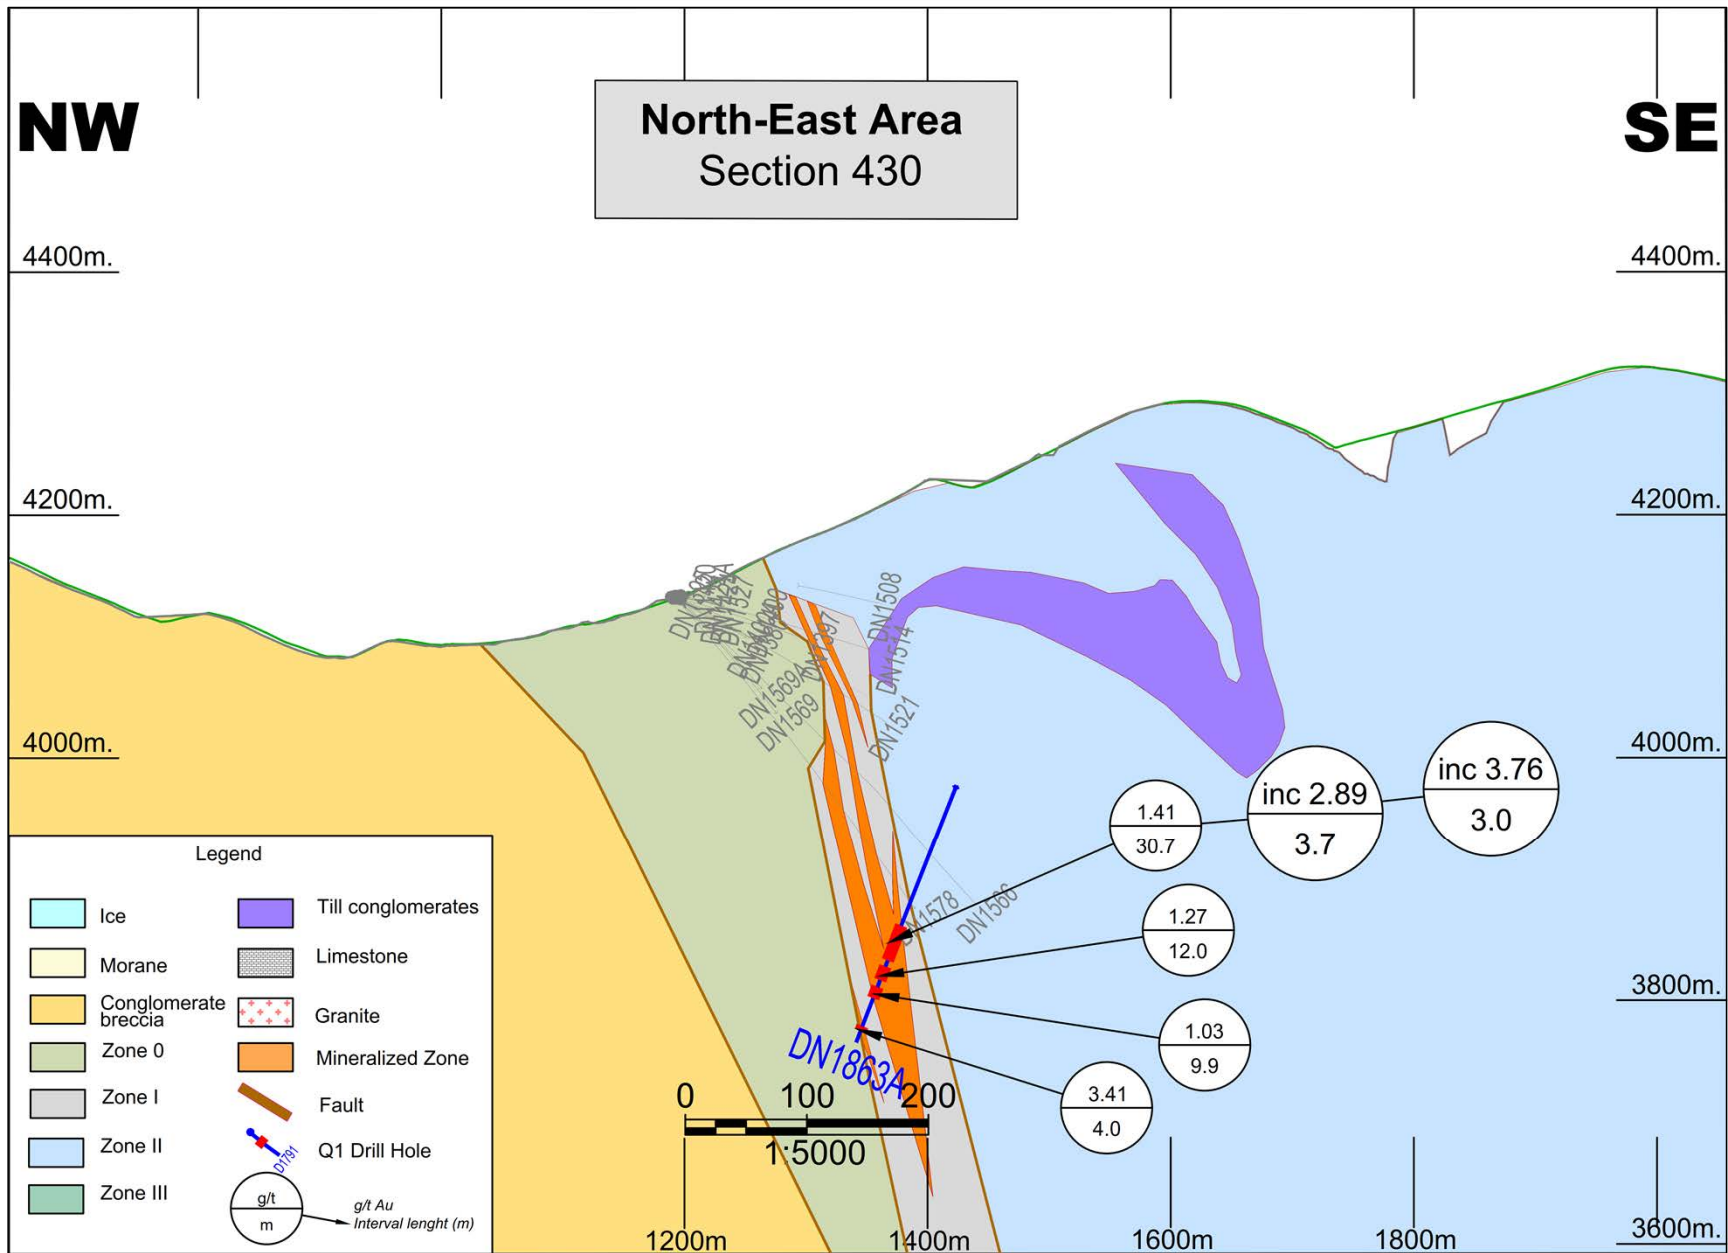 NW
North-East Area
Section 430
SE
4400m.
4400m.
4200m.
4200m.
4000m.
4000m.
3800m.
3600m.
DN1527
DN1508
DN1397
DN1514
DN1569A
DN1569
DN1521
DN1578
DN1566
DN1863A
1.41
30.7
inc 2.89
3.7
inc 3.76
3.0
1.27
12.0
1.03
9.9
3.41
4.0
0 100 200
1:5000
1200m
1400m
1600m
1800m
Legend
Ice
Morane
Conglomerate
breccia
Zone 0
Zone I
Zone II
Zone III
Till conglomerates
Limestone
Granite
Mineralized Zone
Fault
Q1 Drill Hole
D1791
g/t
m
g/t Au
Interval lenght (m)